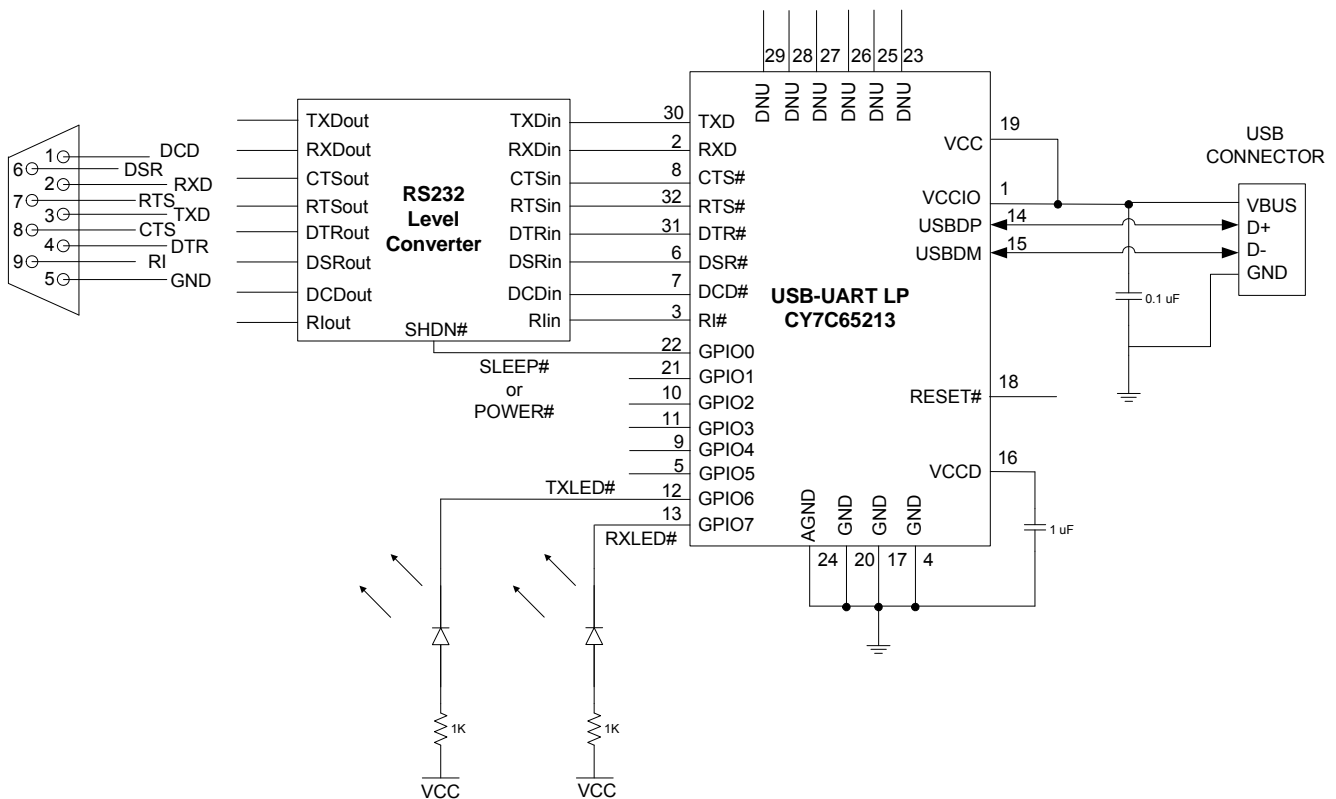 29 28 27 26 25 23
DNU DNU DNU DNU DNU DNU
1 DCD
6 DSR
2 RXD
7 RTS
3 TXD
8 CTS
4 DTR
9 RI
5 GND
TXDout TXDin
RXDout RXDin
CTSout CTSin
RTSout RTSin
DTRout DTRin
DSRout DSRin
DCDout DCDin
RIout RIin
RS232
Level
Converter
SHDN#
SLEEP#
or
POWER#
30 TXD
2 RXD
8 CTS#
32 RTS#
31 DTR#
6 DSR#
7 DCD#
3 RI#
22 GPIO0
21 GPIO1
10 GPIO2
11 GPIO3
9 GPIO4
5 GPIO5
TXLED# 12 GPIO6
RXLED# 13 GPIO7
USB-UART LP
CY7C65213
VCC 19
VCCIO 1
USBDP 14
USBDM 15
RESET# 18
VCCD 16
AGND GND GND GND
24 20 17 4
USB
CONNECTOR
VBUS
D+
D-
GND
0.1 uF
1 uF
1K
1K
VCC
VCC